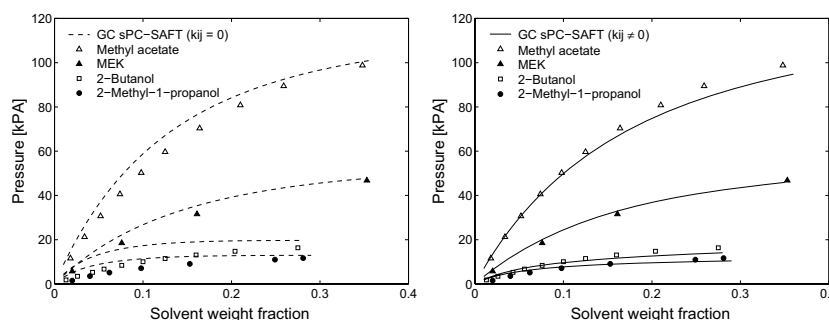 120
100
80
60
40
20
0
Pressure [kPA]
GC sPC−SAFT (kij = 0)
Methyl acetate
MEK
2−Butanol
2−Methyl−1−propanol
0 0.1 0.2 0.3 0.4
Solvent weight fraction
120
100
80
60
40
20
0
Pressure [kPA]
GC sPC−SAFT (kij ≠ 0)
Methyl acetate
MEK
2−Butanol
2−Methyl−1−propanol
0 0.1 0.2 0.3 0.4
Solvent weight fraction